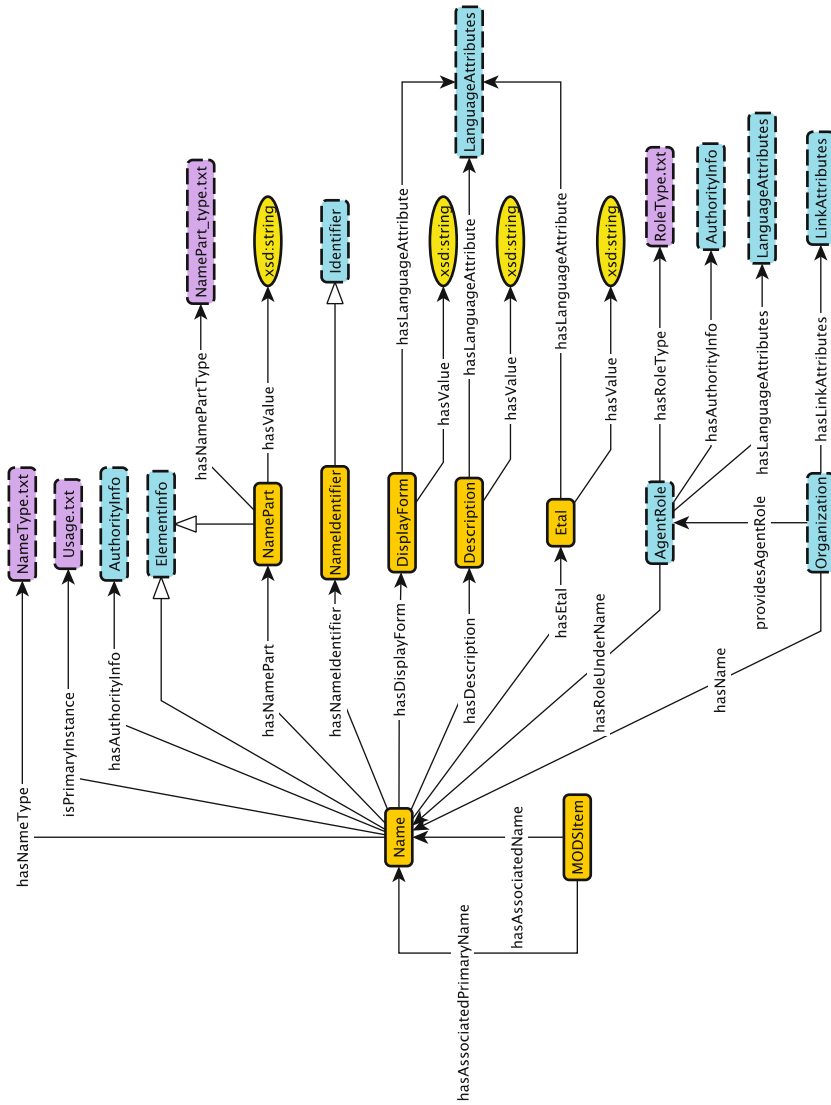 NameType.txt
Usage.txt
AuthorityInfo
ElementInfo
NamePart_type.txt
xsd:string
Identifier
LanguageAttributes
xsd:string
xsd:string
xsd:string
RoleType.txt
AuthorityInfo
LanguageAttributes
LinkAttributes
hasNamePartType
hasValue
hasLanguageAttribute
hasValue
hasLanguageAttribute
hasValue
hasLanguageAttribute
hasValue
hasRoleType
hasAuthorityInfo
hasLanguageAttributes
hasLinkAttributes
NamePart
NameIdentifier
DisplayForm
Description
Etal
AgentRole
providesAgentRole
Organization
hasNameType
isPrimaryInstance
hasAuthorityInfo
hasNamePart
hasNameIdentifier
hasDisplayForm
hasDescription
hasEtal
hasRoleUnderName
hasName
Name
MODSItem
hasAssociatedName
hasAssociatedPrimaryName